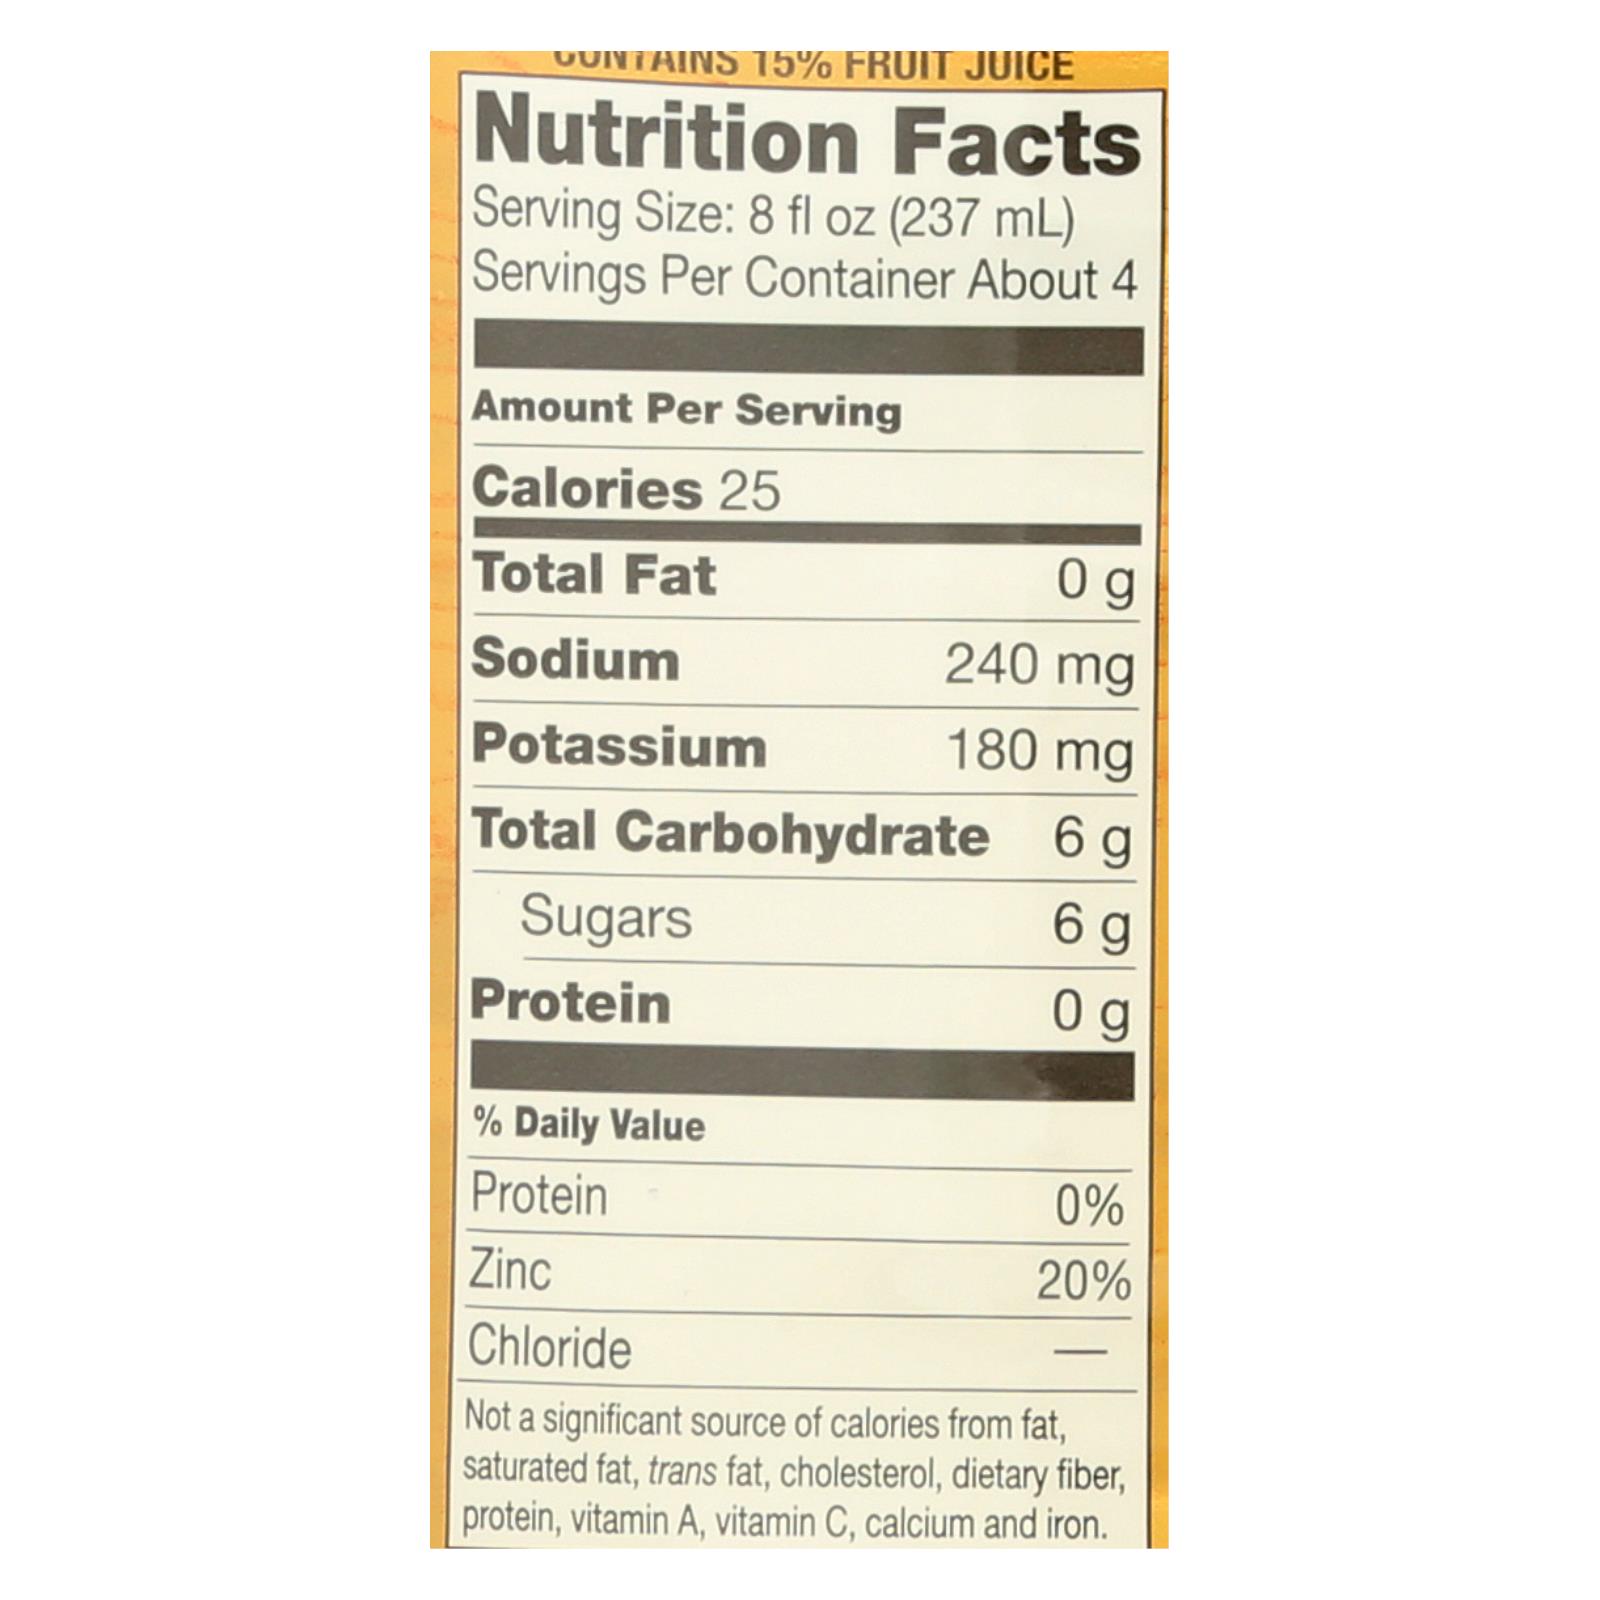 CONTAINS 15% FRUIT JUICE
Nutrition Facts
Serving Size: 8 fl oz (237 mL)
Servings Per Container About 4
Amount Per Serving
Calories 25
Total Fat 0 g
Sodium 240 mg
Potassium 180 mg
Total Carbohydrate 6 g
Sugars 6 g
Protein 0 g
% Daily Value
Protein 0%
Zinc 20%
Chloride —
Not a significant source of calories from fat,
saturated fat, trans fat, cholesterol, dietary fiber,
protein, vitamin A, vitamin C, calcium and iron.